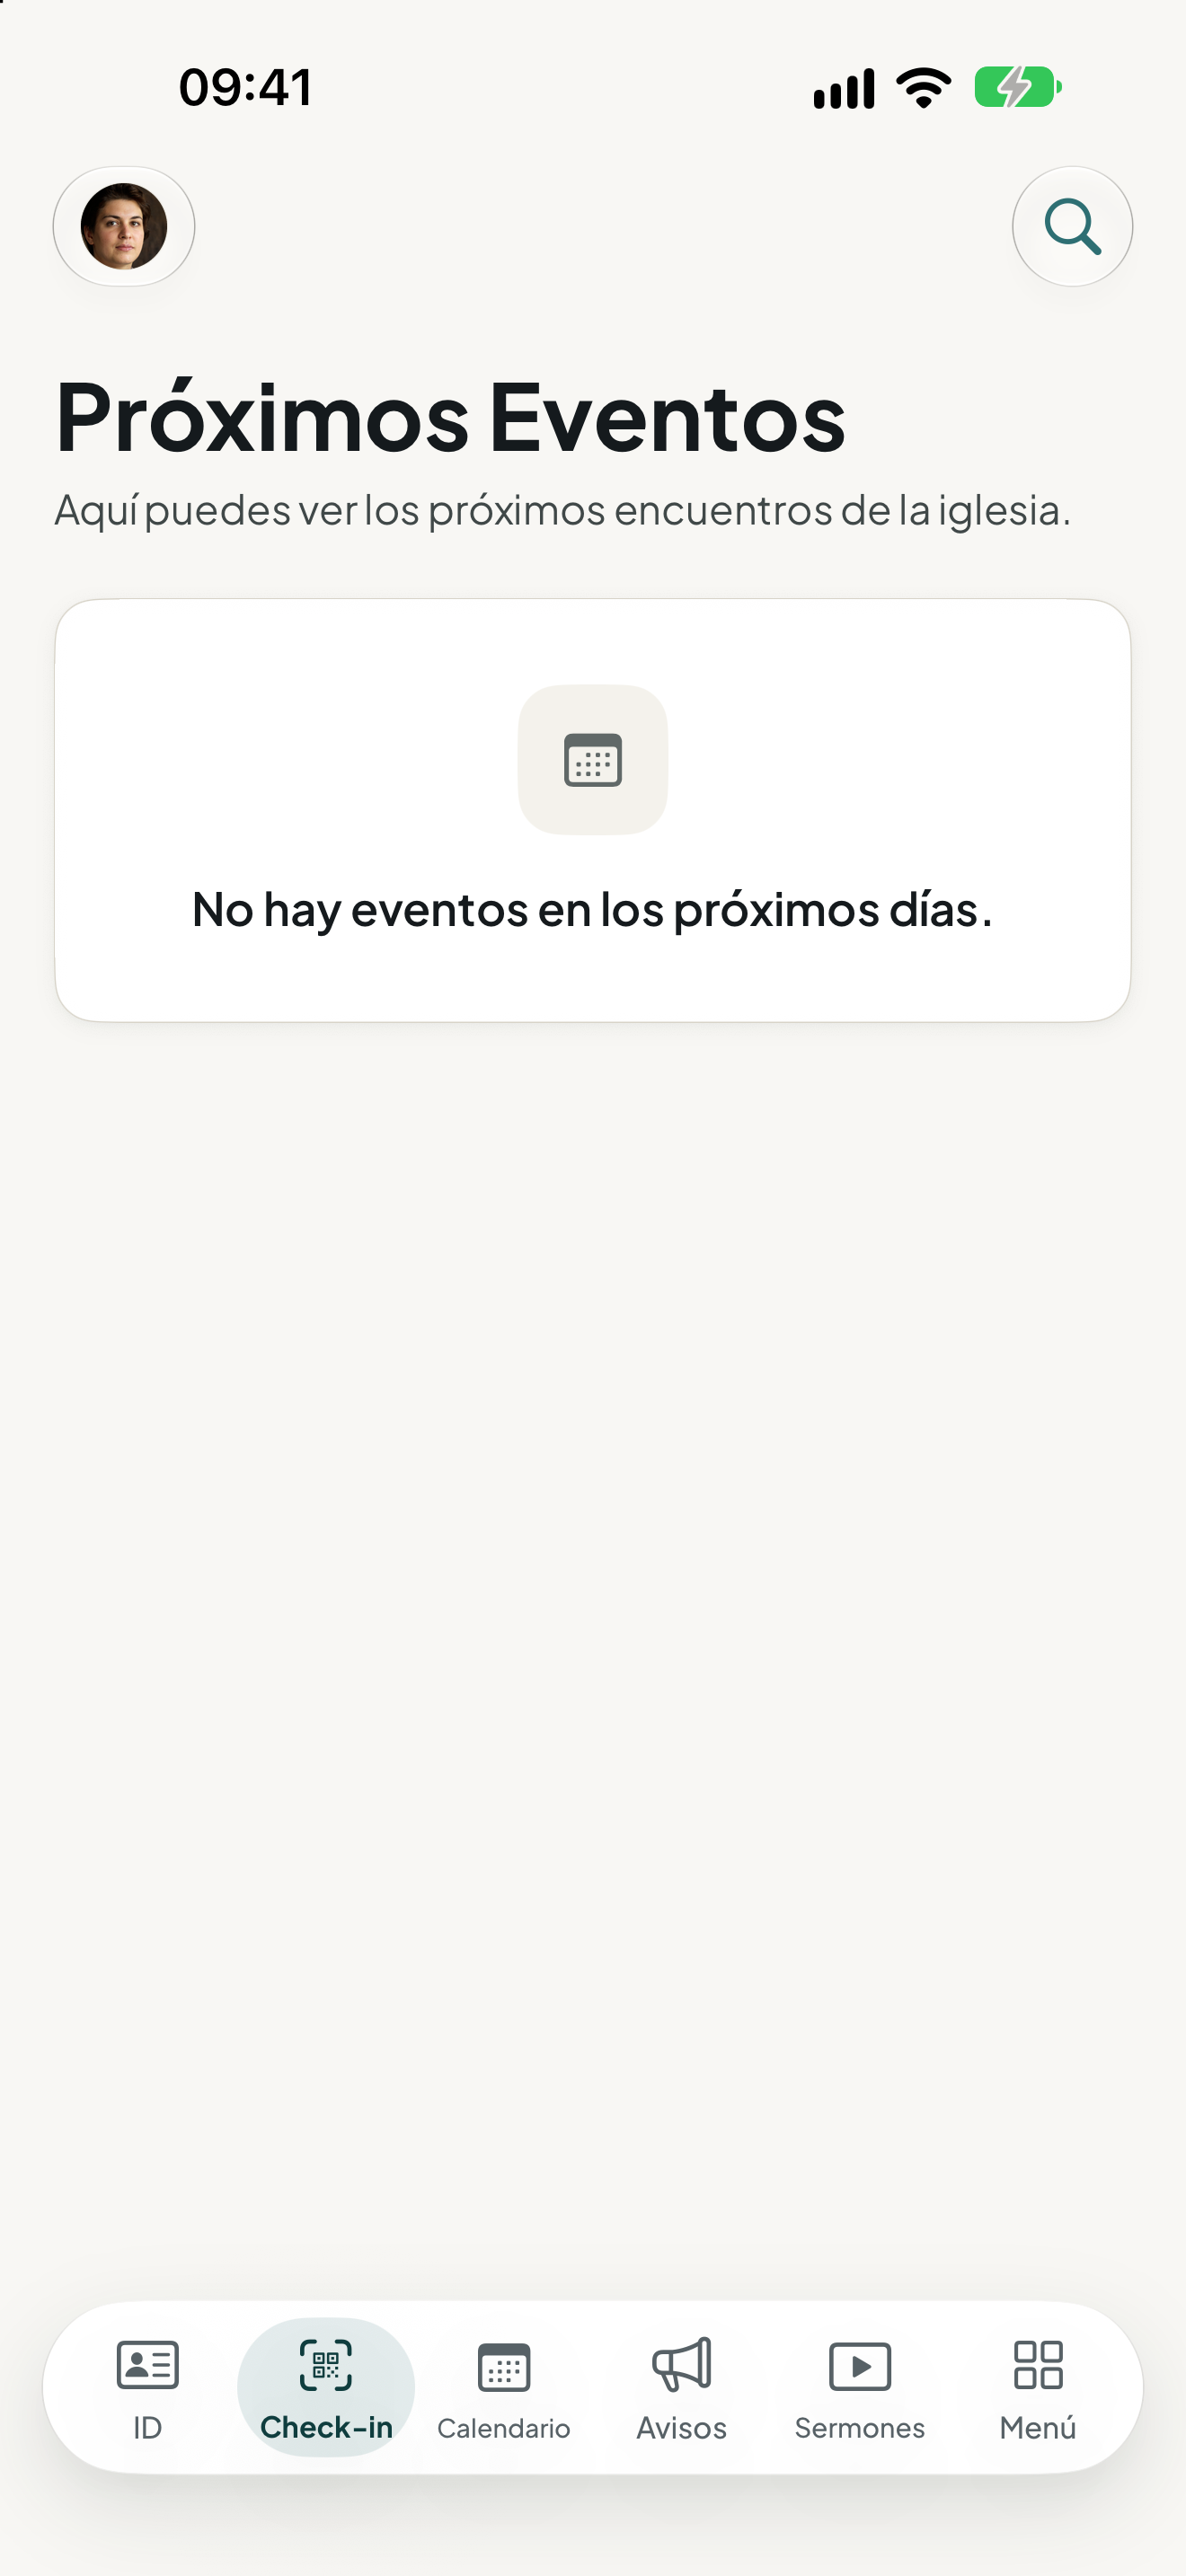 09:41
Próximos Eventos
Aquí puedes ver los próximos encuentros de la iglesia.
No hay eventos en los próximos días.
ID
Check-in
Calendario
Avisos
Sermones
Menú